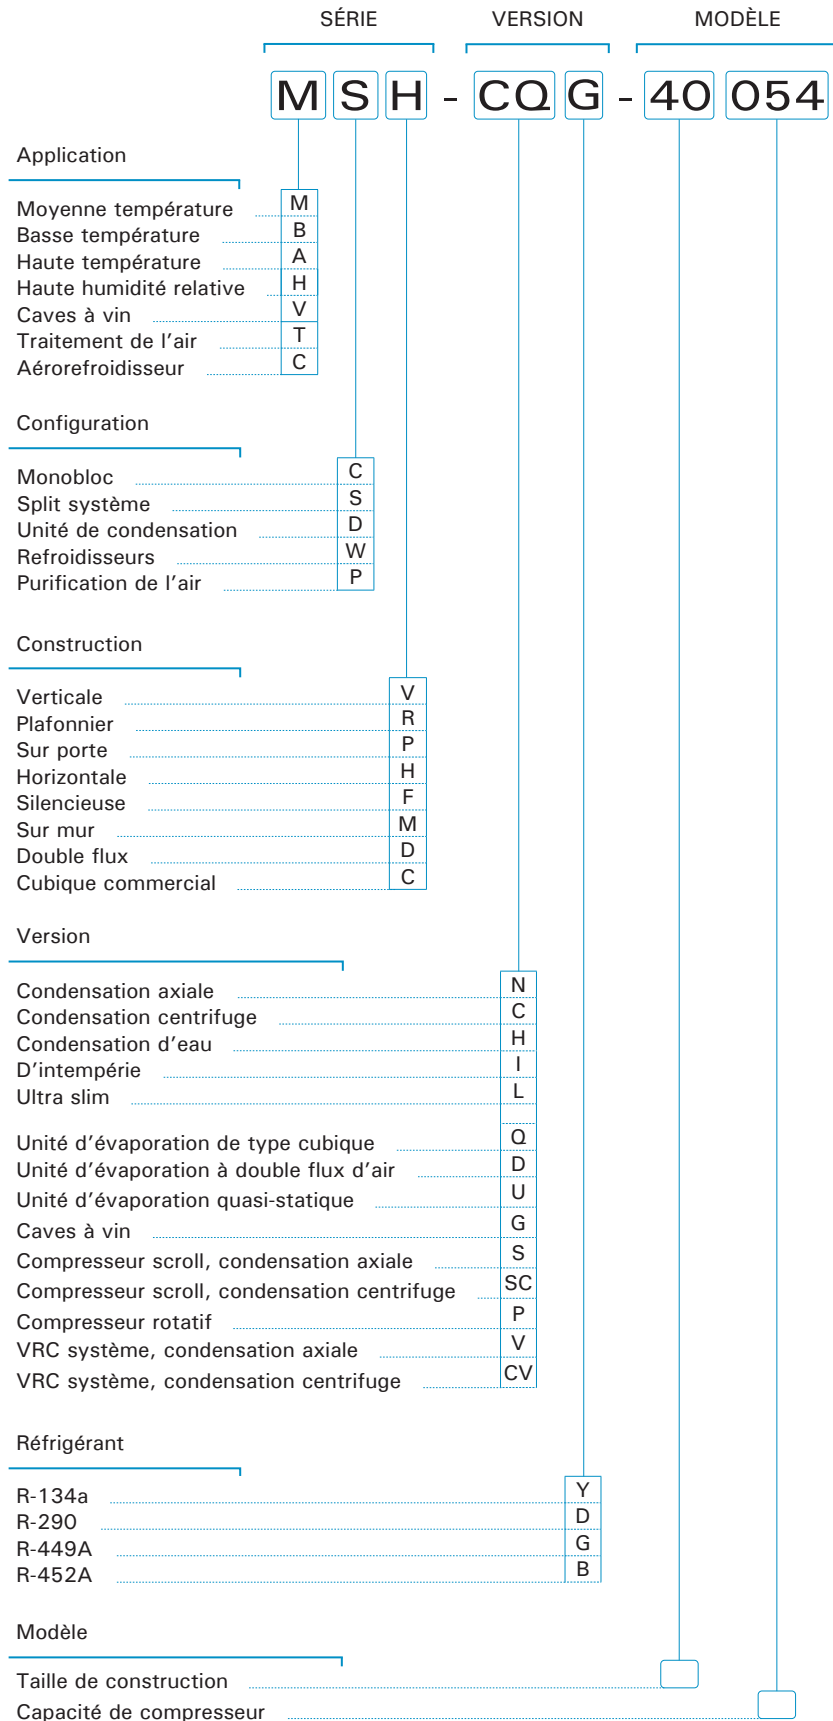 SÉRIE VERSION MODÈLE
M S H - CQ G - 40 054
Application
Moyenne température M
Basse température B
Haute température A
Haute humidité relative H
Caves à vin V
Traitement de l'air T
Aérorefroidisseur C
Configuration
Monobloc C
Split système S
Unité de condensation D
Refroidisseurs W
Purification de l'air P
Construction
Verticale V
Plafonnier R
Sur porte P
Horizontale H
Silencieuse F
Sur mur M
Double flux D
Cubique commercial C
Version
Condensation axiale N
Condensation centrifuge C
Condensation d'eau H
D'intempérie I
Ultra slim L
Unité d'évaporation de type cubique Q
Unité d'évaporation à double flux d'air D
Unité d'évaporation quasi-statique U
Caves à vin G
Compresseur scroll, condensation axiale S
Compresseur scroll, condensation centrifuge SC
Compresseur rotatif P
VRC système, condensation axiale V
VRC système, condensation centrifuge CV
Réfrigérant
R-134a Y
R-290 D
R-449A G
R-452A B
Modèle
Taille de construction
Capacité de compresseur